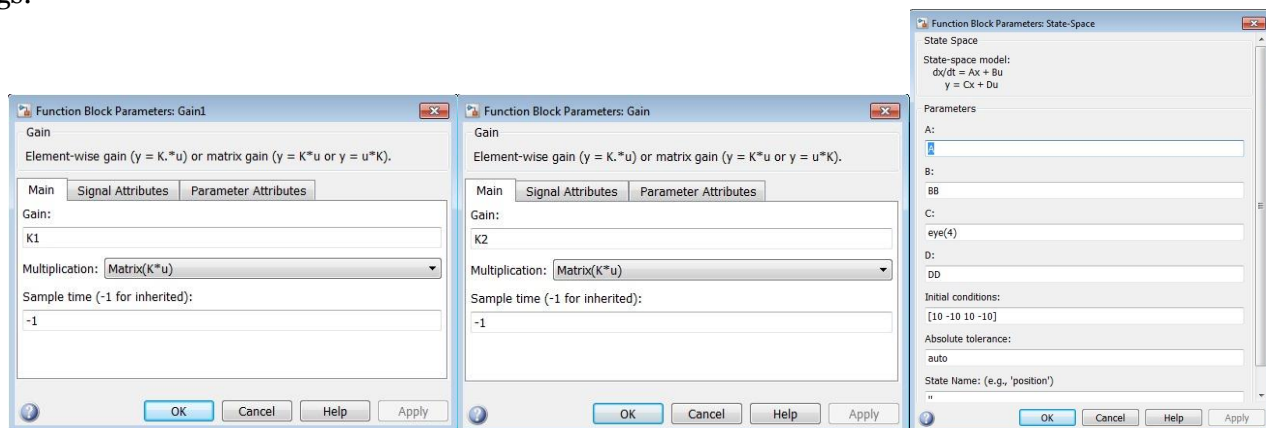 gs.
Function Block Parameters: Gain1
Gain
Element-wise gain (y = K.*u) or matrix gain (y = K*u or y = u*K).
Main Signal Attributes Parameter Attributes
Gain:
K1
Multiplication: Matrix(K*u)
Sample time (-1 for inherited):
-1
OK Cancel Help Apply
Function Block Parameters: Gain
Gain
Element-wise gain (y = K.*u) or matrix gain (y = K*u or y = u*K).
Main Signal Attributes Parameter Attributes
Gain:
K2
Multiplication: Matrix(K*u)
Sample time (-1 for inherited):
-1
OK Cancel Help Apply
Function Block Parameters: State-Space
State Space
State-space model:
dx/dt = Ax + Bu
y = Cx + Du
Parameters
A:
A
B:
BB
C:
eye(4)
D:
DD
Initial conditions:
[10 -10 10 -10]
Absolute tolerance:
auto
State Name: (e.g., 'position')
''
OK Cancel Help Apply